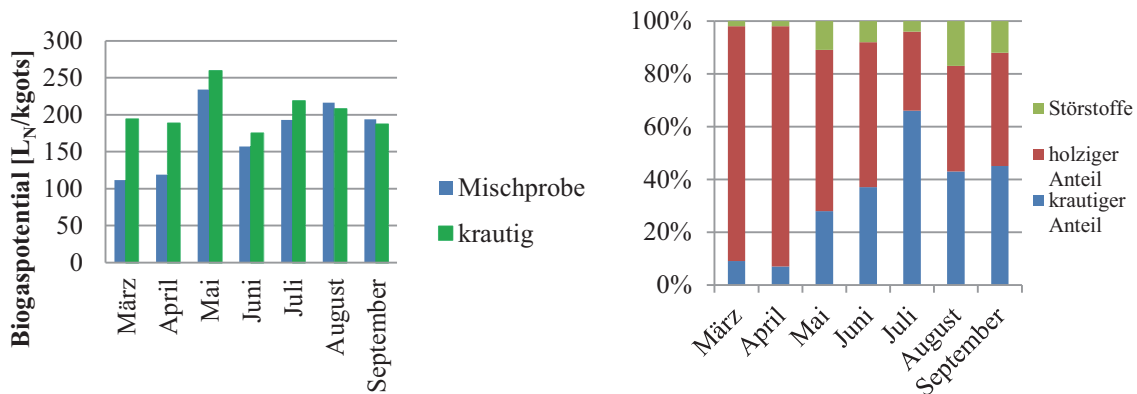 Biogaspotential [L_N/kgots]
300
250
200
150
100
50
0
März
April
Mai
Juni
Juli
August
September
Mischprobe
krautig
100%
80%
60%
40%
20%
0%
März
April
Mai
Juni
Juli
August
September
Störstoffe
holziger
Anteil
krautiger
Anteil